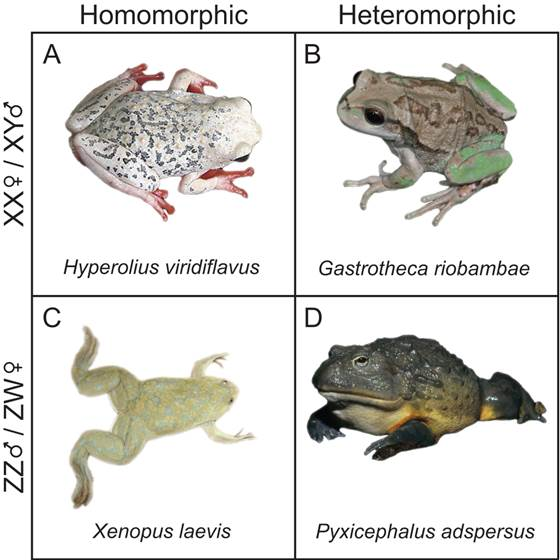 Homomorphic
Heteromorphic
XX♀ / XY♂
A
Hyperolius viridiflavus
B
Gastrotheca riobambae
ZZ♂ / ZW♀
C
Xenopus laevis
D
Pyxicephalus adspersus